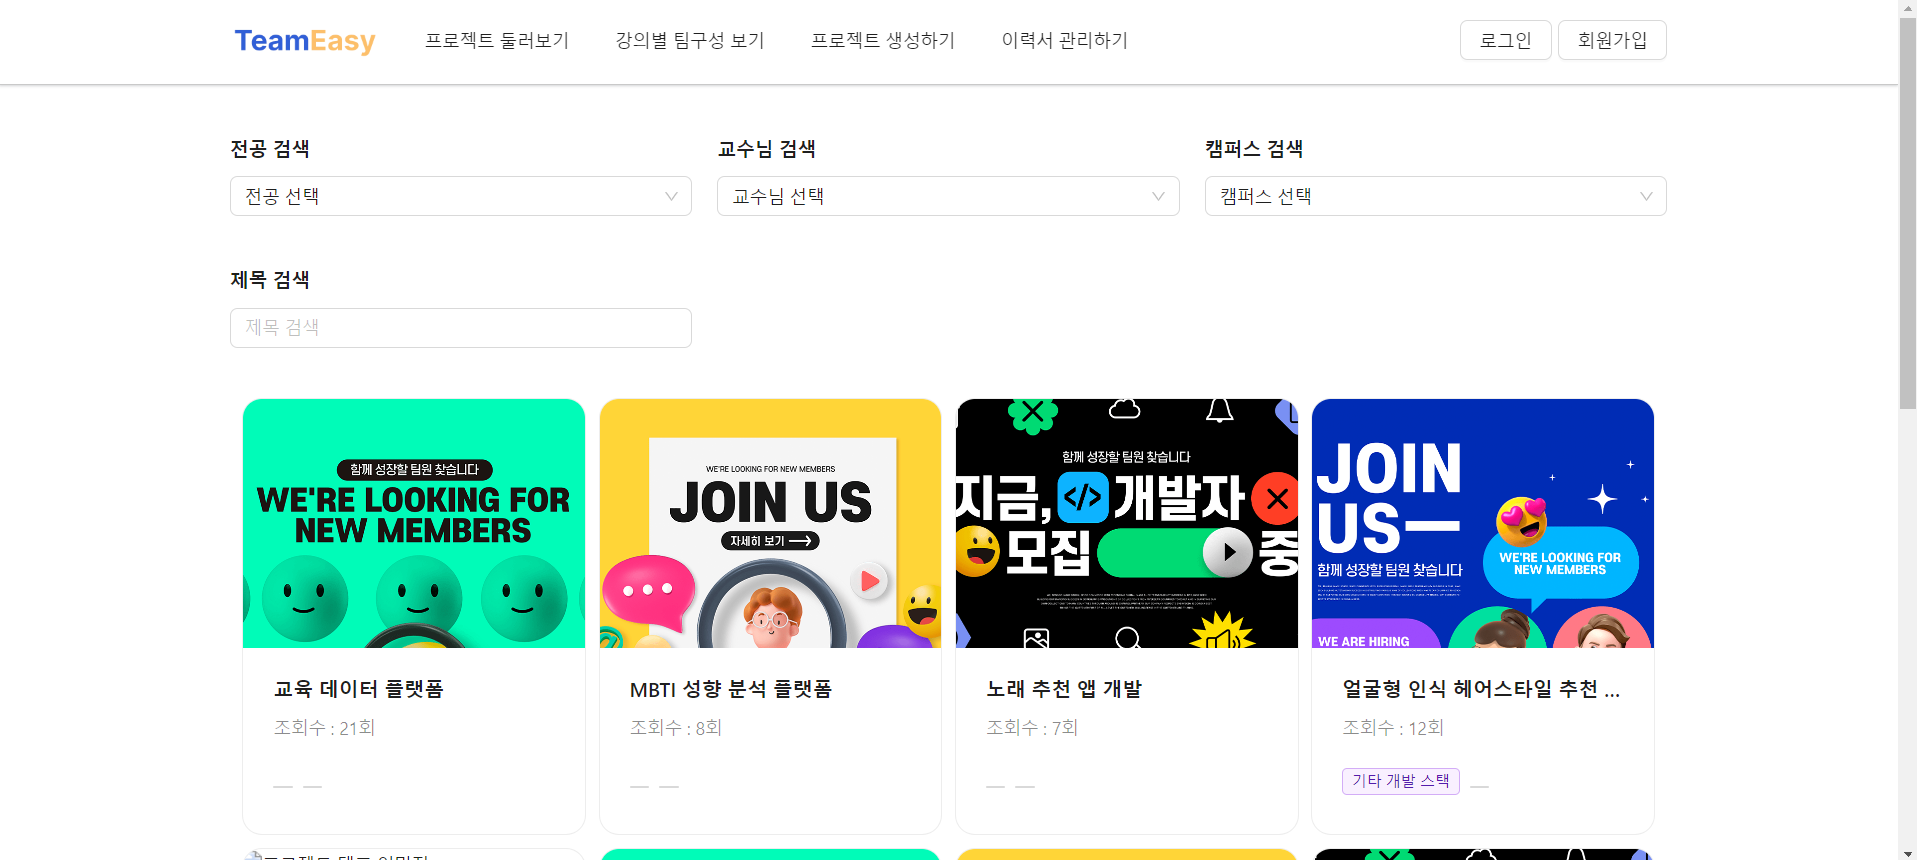 TeamEasy
프로젝트 둘러보기
강의별 팀구성 보기
프로젝트 생성하기
이력서 관리하기
로그인
회원가입
전공 검색
교수님 검색
캠퍼스 검색
전공 선택
교수님 선택
캠퍼스 선택
제목 검색
제목 검색
함께 성장할 팀원 찾습니다
WE'RE LOOKING FOR
NEW MEMBERS
교육 데이터 플랫폼
조회수 : 21회
WE'RE LOOKING FOR NEW MEMBERS
JOIN US
자세히 보기
MBTI 성향 분석 플랫폼
조회수 : 8회
함께 성장할 팀원 찾습니다
지금, </> 개발자
모집 중
노래 추천 앱 개발
조회수 : 7회
JOIN
US—
함께 성장할 팀원 찾습니다
WE'RE LOOKING FOR
NEW MEMBERS
WE ARE HIRING
얼굴형 인식 헤어스타일 추천 ...
조회수 : 12회
기타 개발 스택